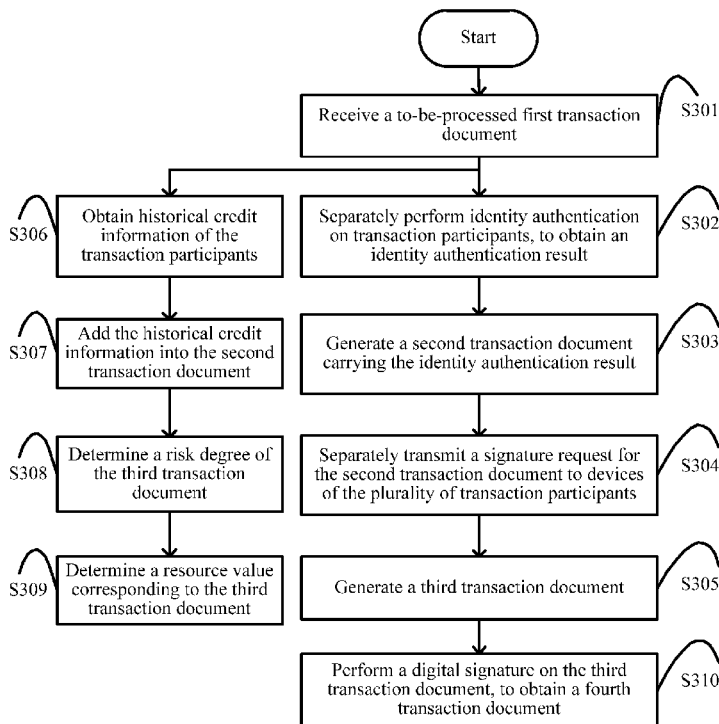 Start
Receive a to-be-processed first transaction
document
S301
Obtain historical credit
information of the
transaction participants
S306
Separately perform identity authentication
on transaction participants, to obtain an
identity authentication result
S302
Add the historical credit
information into the second
transaction document
S307
Generate a second transaction document
carrying the identity authentication result
S303
Determine a risk degree of
the third transaction
document
S308
Separately transmit a signature request for
the second transaction document to devices
of the plurality of transaction participants
S304
Determine a resource value
corresponding to the third
transaction document
S309
Generate a third transaction document
S305
Perform a digital signature on the third
transaction document, to obtain a fourth
transaction document
S310